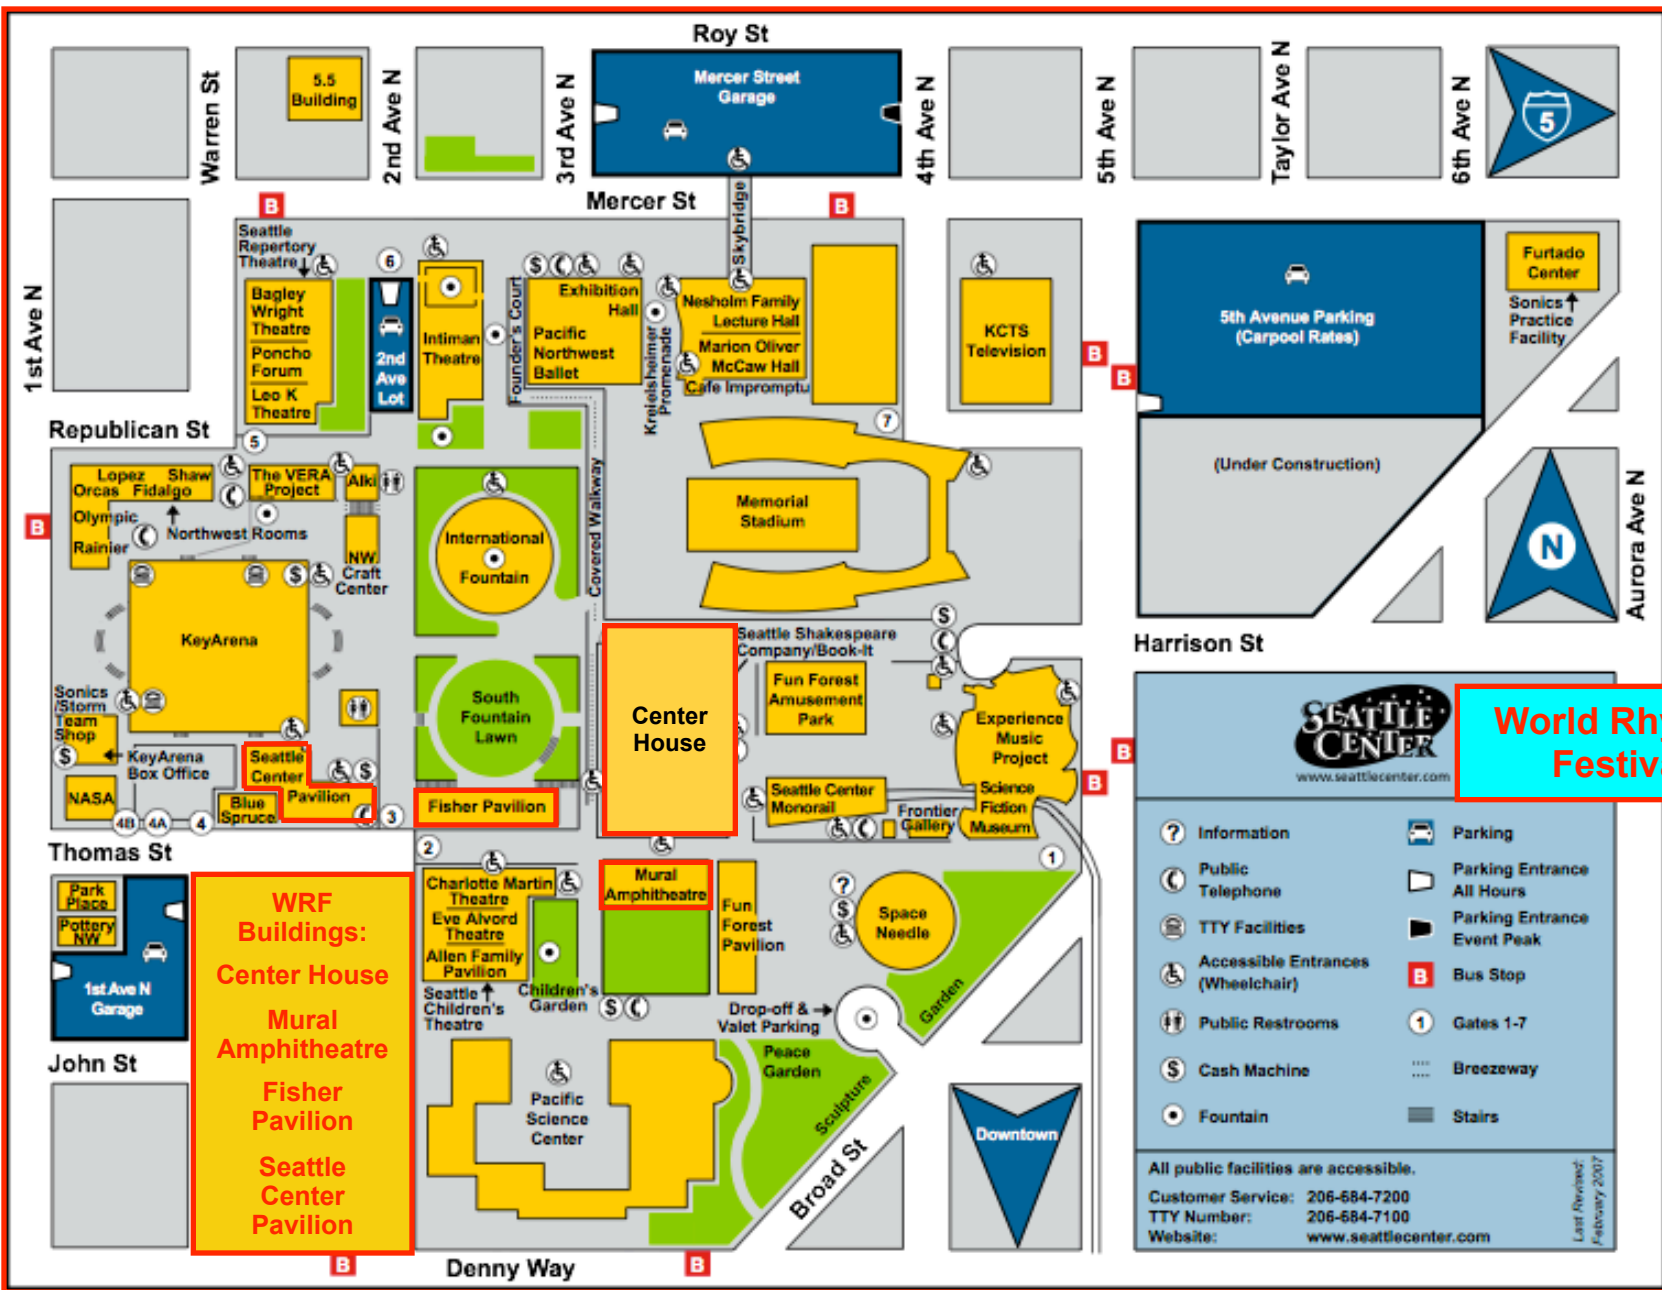 Roy St
Warren St
5.5
Building
2nd Ave N
3rd Ave N
Mercer Street
Garage
4th Ave N
5th Ave N
Taylor Ave N
6th Ave N
5
Mercer St
B
B
Skybridge
1st Ave N
Seattle
Repertory
Theatre
6
Bagley
Wright
Theatre
Poncho
Forum
Leo K
Theatre
2nd
Ave
Lot
Intiman
Theatre
Founder's Court
$
Exhibition
Hall
Pacific
Northwest
Ballet
Kreielsheimer
Promenade
Nesholm Family
Lecture Hall
Marion Oliver
McCaw Hall
Cafe Impromptu
KCTS
Television
B
B
5th Avenue Parking
(Carpool Rates)
Furtado
Center
Sonics
Practice
Facility
Republican St
5
7
Lopez Shaw
Orcas Fidalgo
Olympic
Rainier
Northwest Rooms
The VERA
Project
Alki
NW
Craft
Center
B
International
Fountain
Covered Walkway
Memorial
Stadium
(Under Construction)
N
Aurora Ave N
Harrison St
$
KeyArena
Sonics
/Storm
Team
Shop
$
KeyArena
Box Office
NASA
Seattle
Center
Pavilion
$
Blue
Spruce
4B
4A
4
3
South
Fountain
Lawn
Fisher Pavilion
Center
House
Seattle Shakespeare
Company/Book-It
$
Fun Forest
Amusement
Park
Experience
Music
Project
Science
Fiction
Museum
Seattle Center
Monorail
Frontier
Gallery
B
B
Thomas St
2
1
Park
Place
Pottery
NW
1st Ave N
Garage
John St
WRF
Buildings:
Center House
Mural
Amphitheatre
Fisher
Pavilion
Seattle
Center
Pavilion
Charlotte Martin
Theatre
Eve Alvord
Theatre
Allen Family
Pavilion
Seattle
Children's
Theatre
Children's
Garden
Mural
Amphitheatre
$
Fun
Forest
Pavilion
?
$
Space
Needle
Garden
Drop-off &
Valet Parking
Peace
Garden
Sculpture
Pacific
Science
Center
Broad St
Downtown
B
Denny Way
B
SEATTLE
CENTER
www.seattlecenter.com
World Rhy
Festiva
? Information
Public
Telephone
TTY Facilities
Accessible Entrances
(Wheelchair)
Public Restrooms
$ Cash Machine
Fountain
Parking
Parking Entrance
All Hours
Parking Entrance
Event Peak
B Bus Stop
1 Gates 1-7
Breezeway
Stairs
All public facilities are accessible.
Customer Service: 206-684-7200
TTY Number: 206-684-7100
Website: www.seattlecenter.com
Last Revised:
February 2007